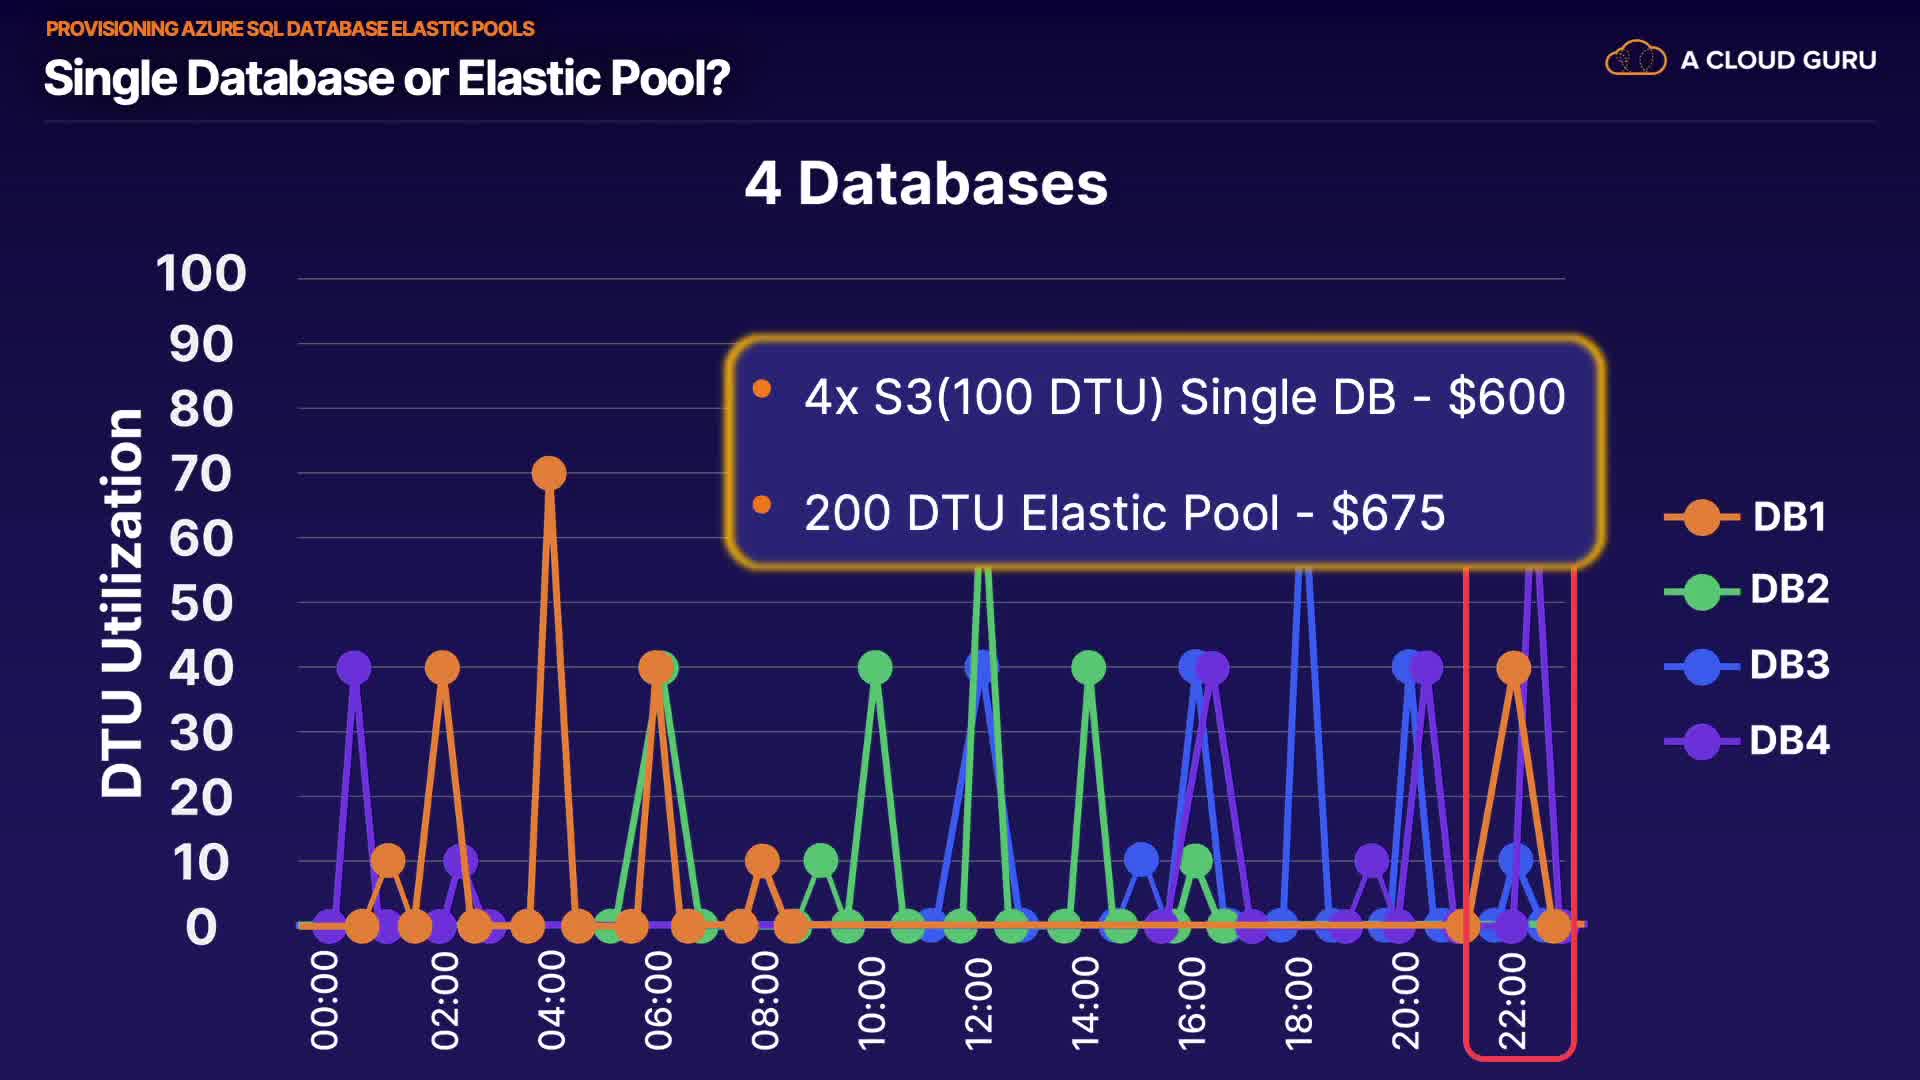 PROVISIONING AZURE SQL DATABASE ELASTIC POOLS
Single Database or Elastic Pool?
A CLOUD GURU
4 Databases
DTU Utilization
100
90
80
70
60
50
40
30
20
10
0
4x S3(100 DTU) Single DB - $600
200 DTU Elastic Pool - $675
DB1
DB2
DB3
DB4
00:00
02:00
04:00
06:00
08:00
10:00
12:00
14:00
16:00
18:00
20:00
22:00